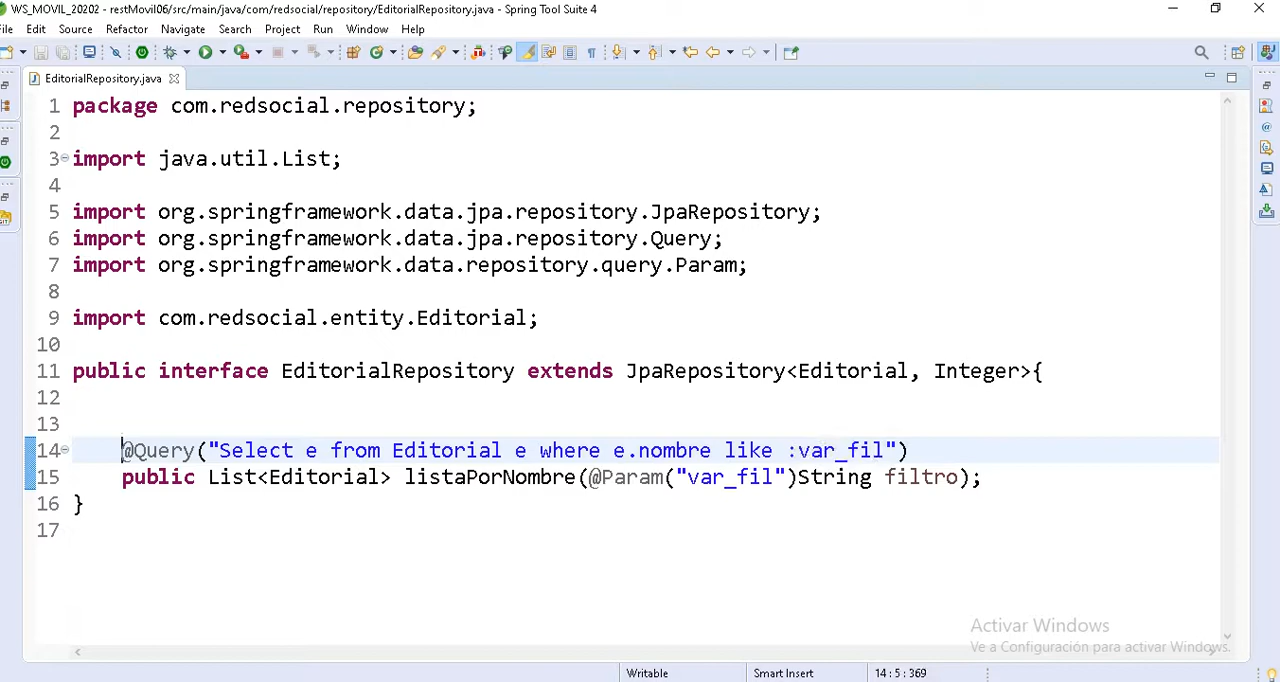 WS_MOVIL_20202 - restMovil06/src/main/java/com/redsocial/repository/EditorialRepository.java - Spring Tool Suite 4
File Edit Source Refactor Navigate Search Project Run Window Help
EditorialRepository.java
1 package com.redsocial.repository;
2
3 import java.util.List;
4
5 import org.springframework.data.jpa.repository.JpaRepository;
6 import org.springframework.data.jpa.repository.Query;
7 import org.springframework.data.repository.query.Param;
8
9 import com.redsocial.entity.Editorial;
10
11 public interface EditorialRepository extends JpaRepository<Editorial, Integer>{
12
13
14 @Query("Select e from Editorial e where e.nombre like :var_fil")
15 public List<Editorial> listaPorNombre(@Param("var_fil")String filtro);
16 }
17
Activar Windows
Ve a Configuración para activar Windows.
Writable Smart Insert 14 : 5 : 369